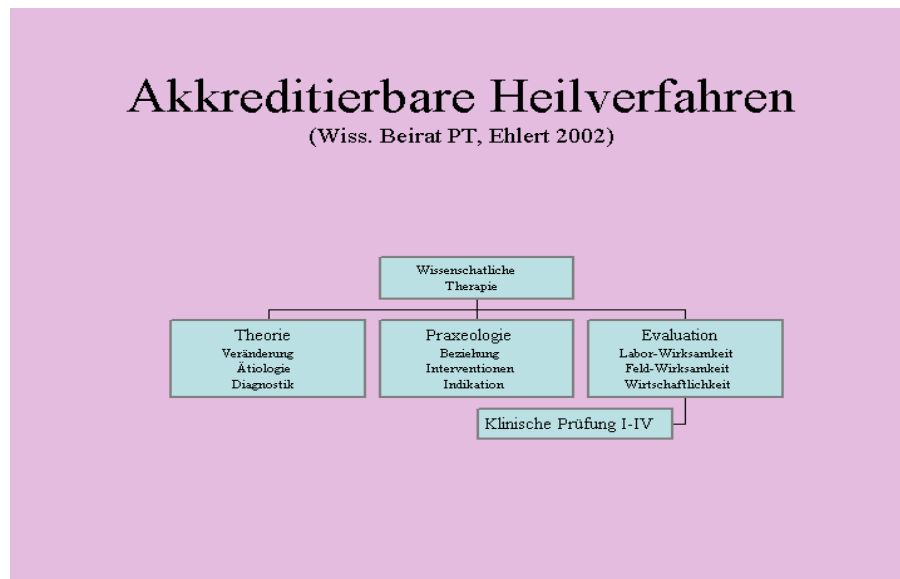 Akkreditierbare Heilverfahren
(Wiss. Beirat PT, Ehlert 2002)
Wissenschatliche
Therapie
Theorie
Veränderung
Ätiologie
Diagnostik
Praxeologie
Beziehung
Interventionen
Indikation
Evaluation
Labor-Wirksamkeit
Feld-Wirksamkeit
Wirtschaftlichkeit
Klinische Prüfung I-IV